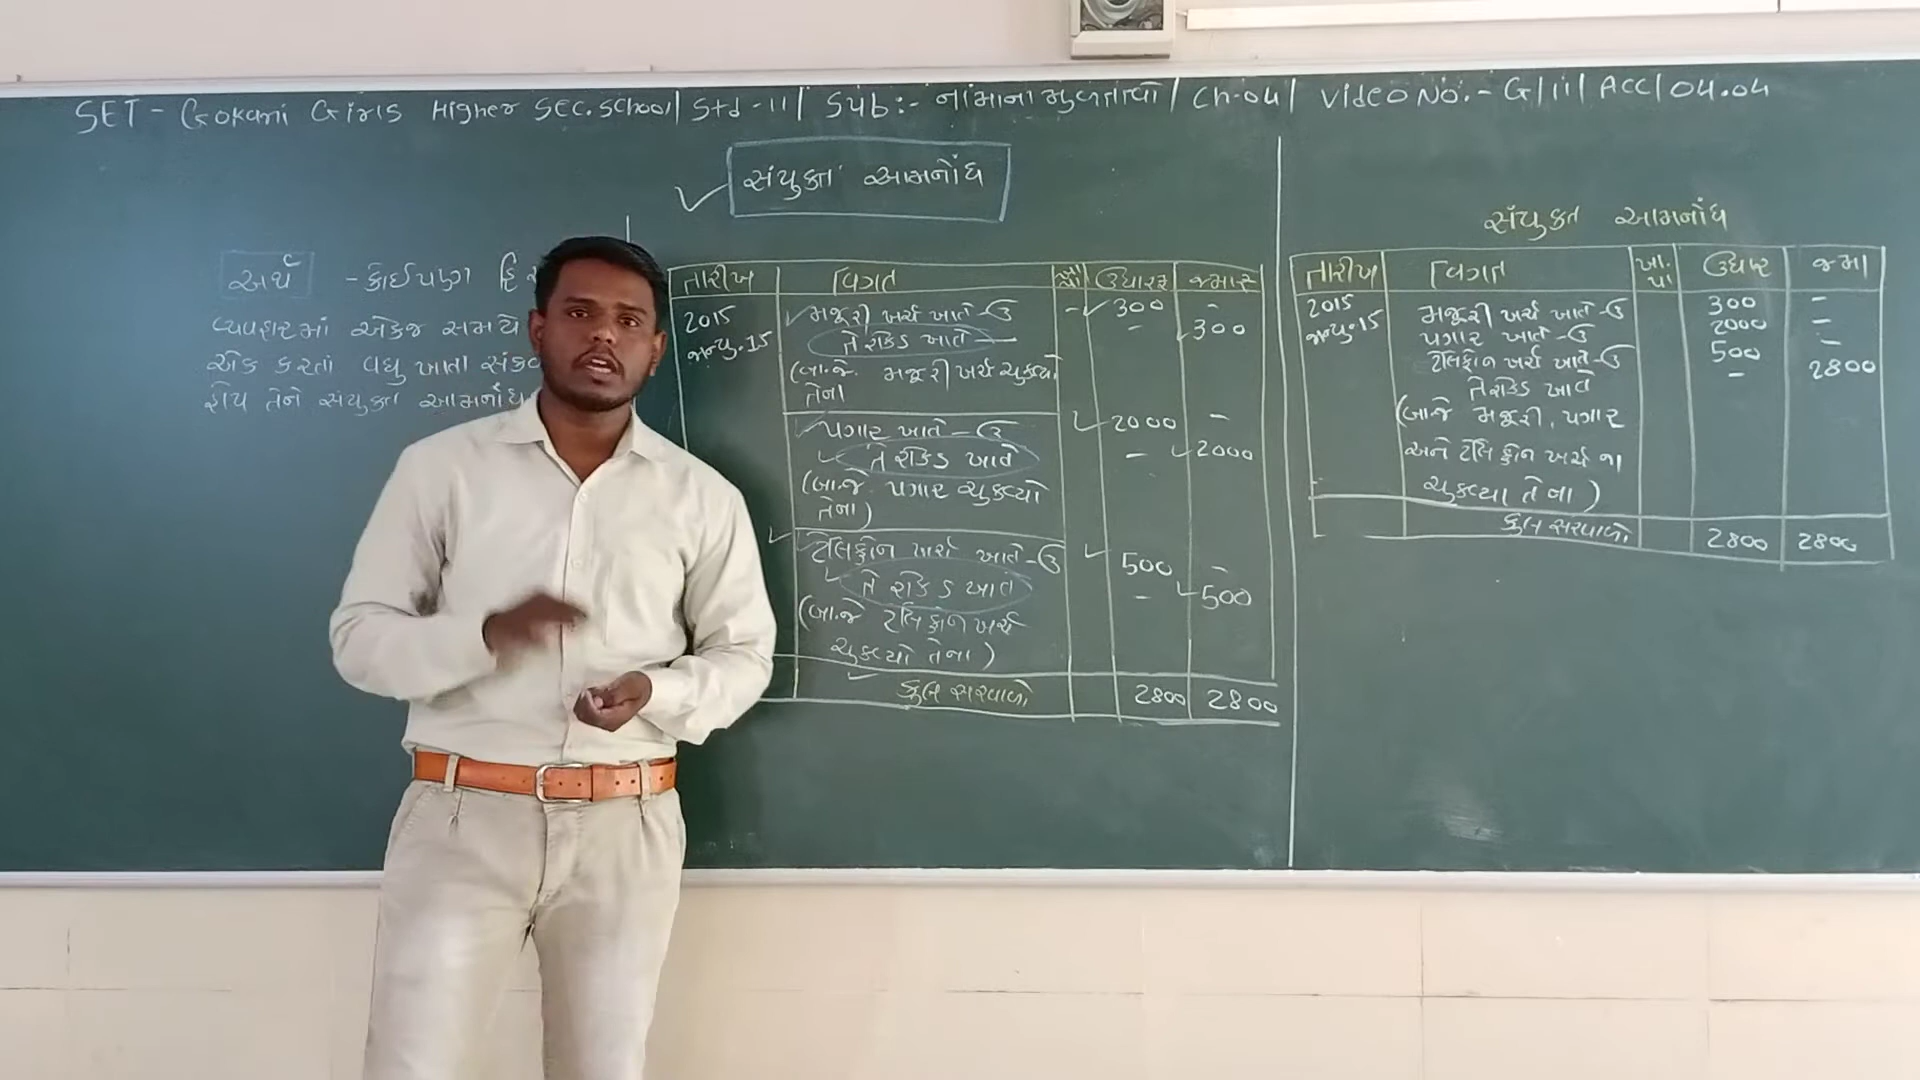 SET - Gokani Girls Higher Sec. School | Std-11 | Sub:- નામાના મુળતત્વો | Ch-04 | Video No:- G/11/Acc/04.04
સંયુક્ત આમનોંધ
અર્થ - કોઈપણ હિ
વ્યવહારમાં એકજ સમયે
એક કરતાં વધુ ખાતા સંક
હોય તેને સંયુક્ત આમનોંધ
તારીખ વિગત ઉધાર રૂ જમા રૂ
2015 મજૂરી ખર્ચ ખાતે - ઉ 300 -
જાન્યુ.15 તે રોકડ ખાતે - 300
(બા.જે. મજૂરી ખર્ચ ચુકવ્યો
તેના
પગાર ખાતે - ઉ 2000 -
તે રોકડ ખાતે - 2000
(બા.જે. પગાર ચુકવ્યો
તેના)
ટેલિફોન ખર્ચ ખાતે - ઉ 500 -
તે રોકડ ખાતે - 500
(બા.જે ટેલિફોન ખર્ચ
ચુકવ્યો તેના)
કુલ સરવાળો 2800 2800
સંયુક્ત આમનોંધ
તારીખ વિગત ખા. પા ઉધાર જમા
2015 મજૂરી ખર્ચ ખાતે - ઉ 300 -
જાન્યુ.15 પગાર ખાતે - ઉ 2000 -
ટેલિફોન ખર્ચ ખાતે - ઉ 500 -
તે રોકડ ખાતે - 2800
(બા.જે મજૂરી, પગાર
અને ટેલિફોન ખર્ચ ના
ચુકવ્યા તેના)
કુલ સરવાળો 2800 2800